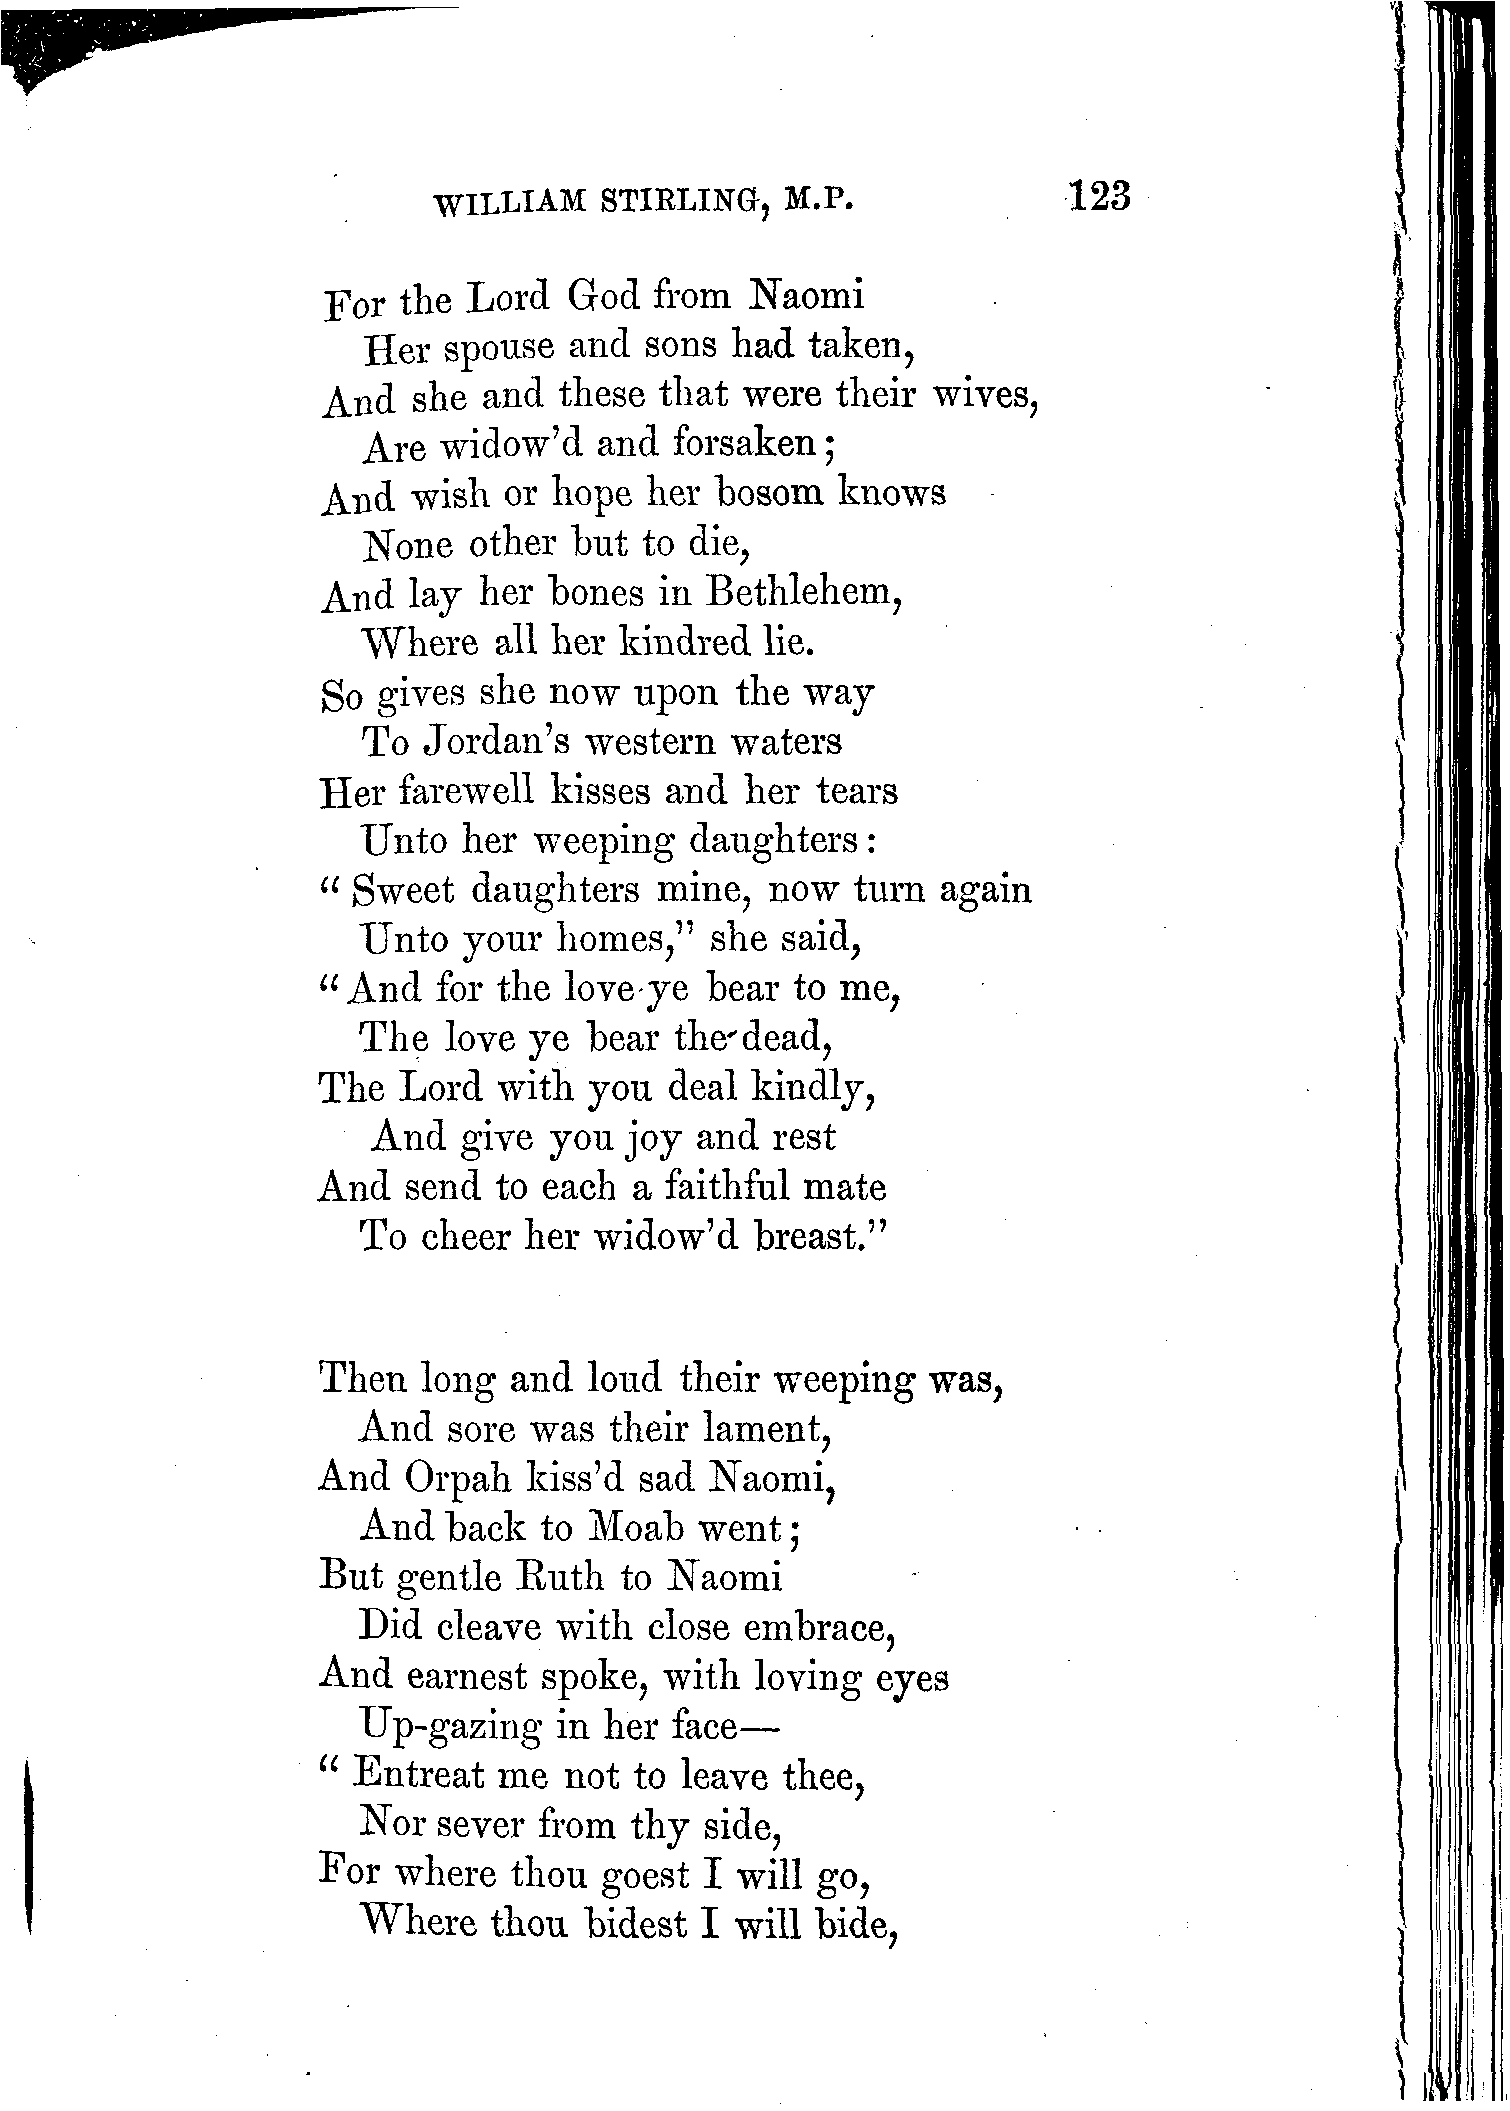 WILLIAM STIRLING, M.P. 123
For the Lord God from Naomi
Her spouse and sons had taken,
And she and these that were their wives,
Are widow'd and forsaken;
And wish or hope her bosom knows
None other but to die,
And lay her bones in Bethlehem,
Where all her kindred lie.
So gives she now upon the way
To Jordan's western waters
Her farewell kisses and her tears
Unto her weeping daughters:
"Sweet daughters mine, now turn again
Unto your homes," she said,
"And for the love ye bear to me,
The love ye bear the dead,
The Lord with you deal kindly,
And give you joy and rest
And send to each a faithful mate
To cheer her widow'd breast."
Then long and loud their weeping was,
And sore was their lament,
And Orpah kiss'd sad Naomi,
And back to Moab went;
But gentle Ruth to Naomi
Did cleave with close embrace,
And earnest spoke, with loving eyes
Up-gazing in her face—
"Entreat me not to leave thee,
Nor sever from thy side,
For where thou goest I will go,
Where thou bidest I will bide,